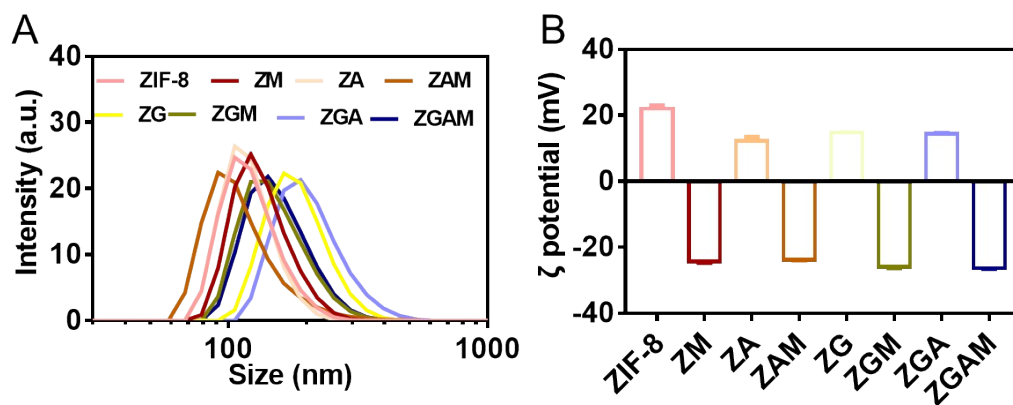 A
Intensity (a.u.)
40
30
20
10
0
ZIF-8 ZM ZA ZAM
ZG ZGM ZGA ZGAM
100 1000
Size (nm)
B
ζ potential (mV)
40
20
0
-20
-40
ZIF-8 ZM ZA ZAM ZG ZGM ZGA ZGAM